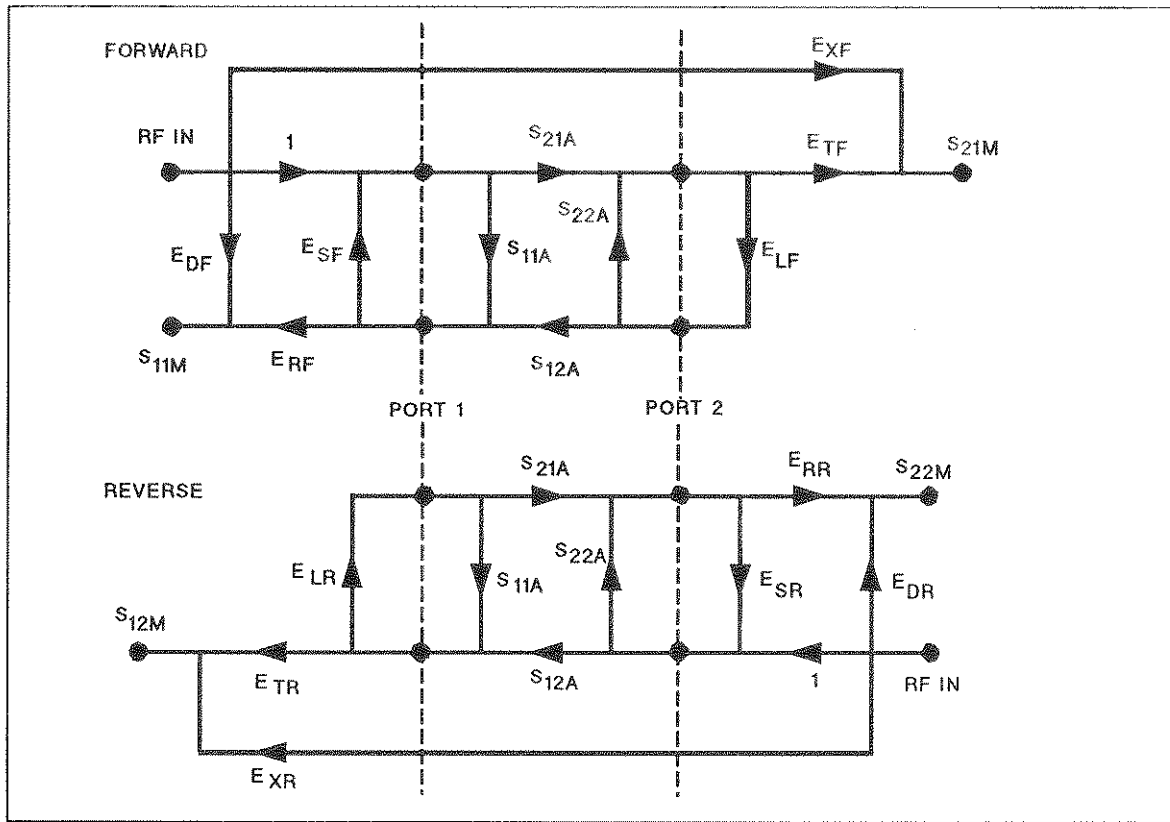 FORWARD
E_XF
RF IN
1
S_21A
E_TF
S_21M
E_DF
E_SF
S_11A
S_22A
E_LF
S_11M
E_RF
S_12A
PORT 1
PORT 2
REVERSE
S_21A
E_RR
S_22M
E_LR
S_11A
S_22A
E_SR
E_DR
S_12M
E_TR
S_12A
1
RF IN
E_XR